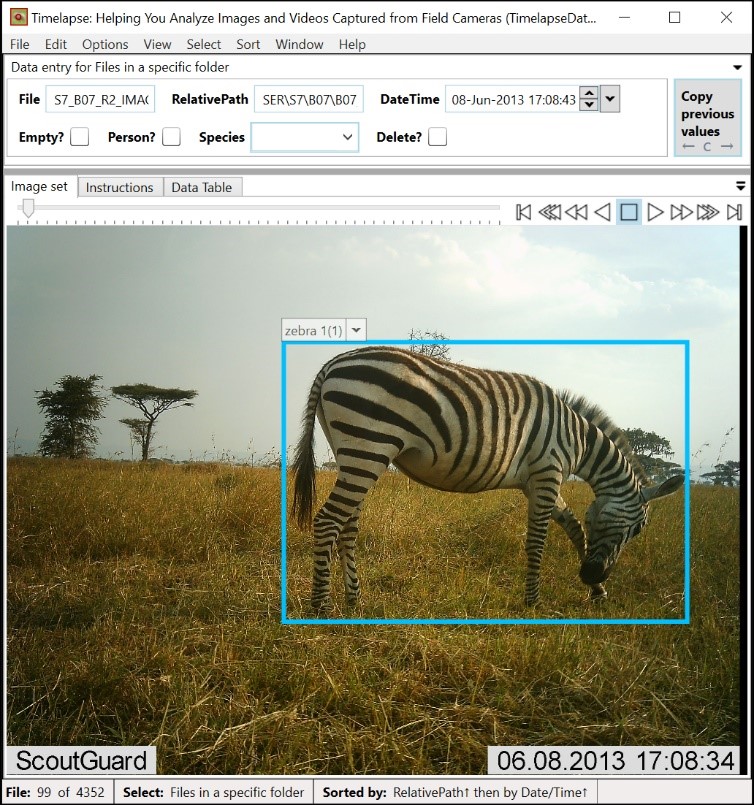 Timelapse: Helping You Analyze Images and Videos Captured from Field Cameras (TimelapseDat...
File Edit Options View Select Sort Window Help
Data entry for Files in a specific folder
File S7_B07_R2_IMA( RelativePath SER\S7\B07\B07 DateTime 08-Jun-2013 17:08:43
Copy previous values
← C →
Empty? Person? Species Delete?
Image set Instructions Data Table
zebra 1(1)
ScoutGuard 06.08.2013 17:08:34
File: 99 of 4352 Select: Files in a specific folder Sorted by: RelativePath↑ then by Date/Time↑